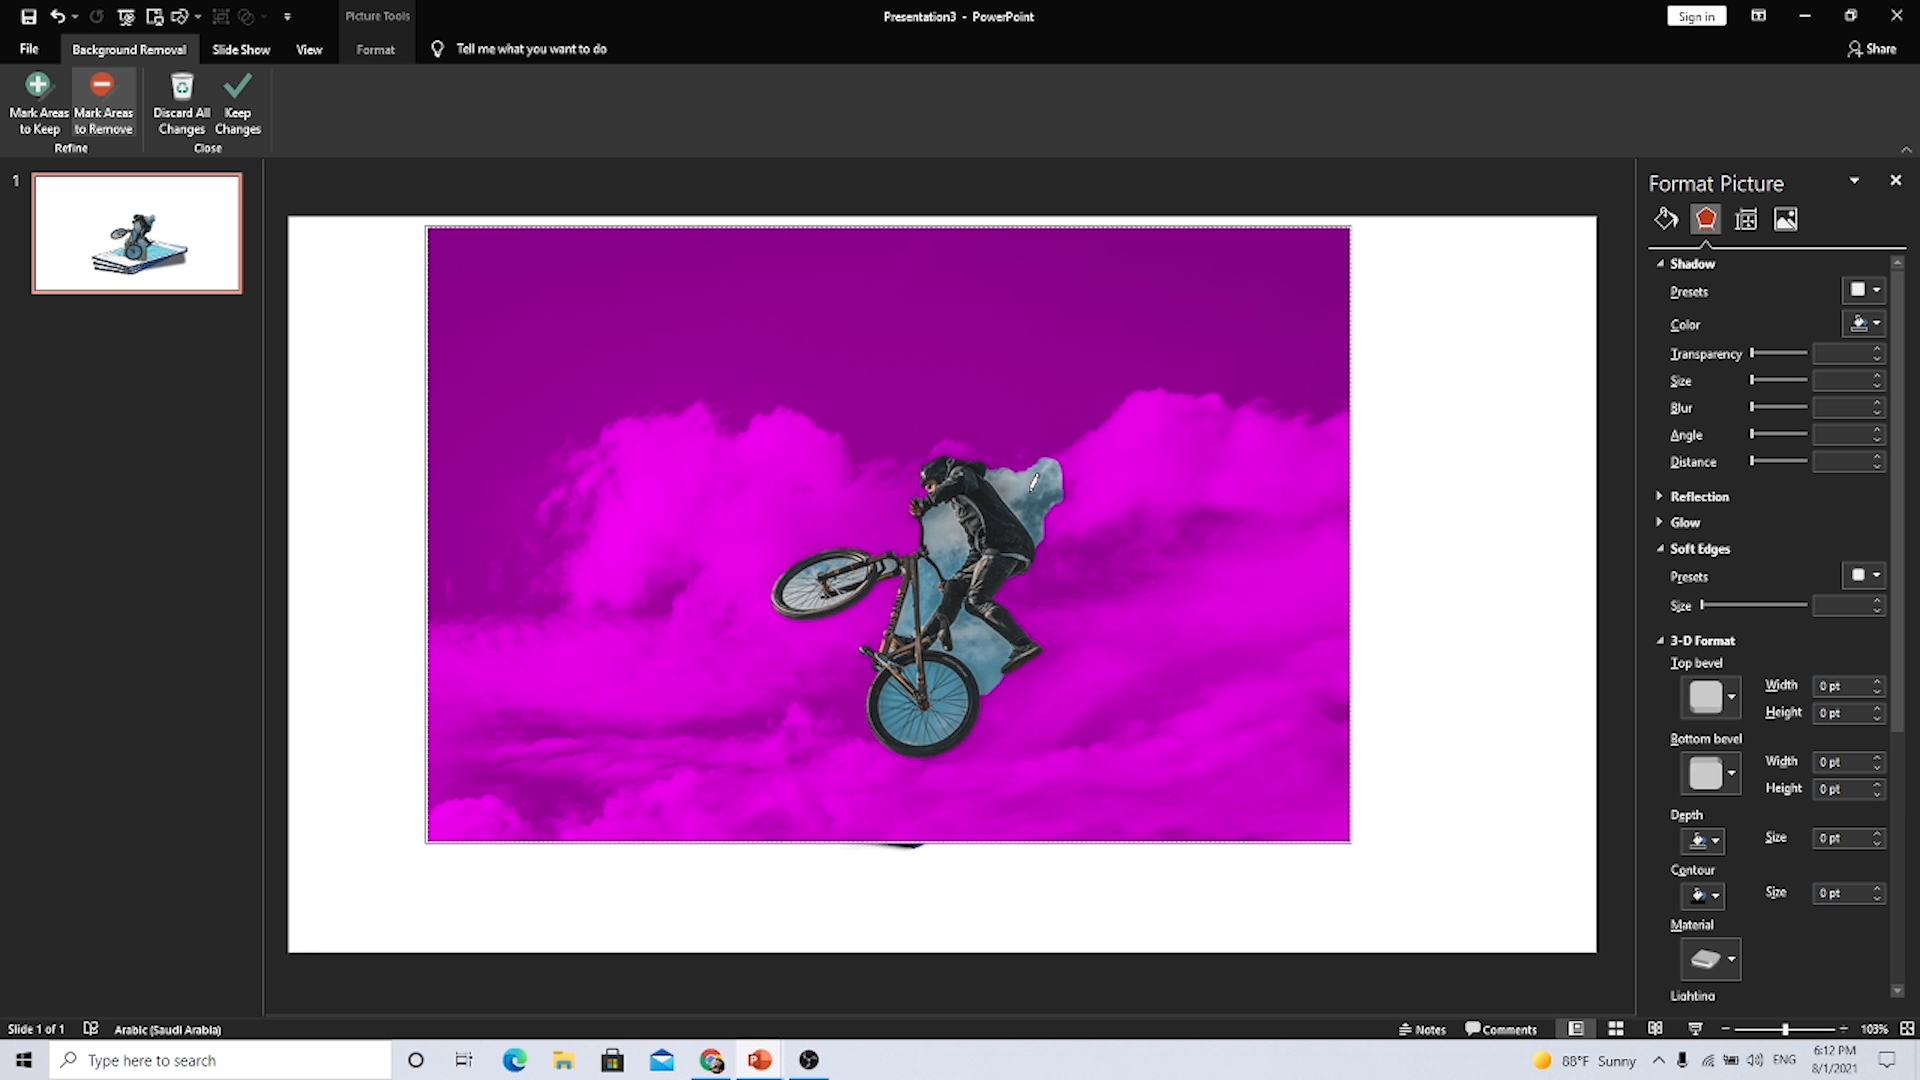 Picture Tools
Presentation3 - PowerPoint
Sign in
File
Background Removal
Slide Show
View
Format
Tell me what you want to do
Share
Mark Areas to Keep
Mark Areas to Remove
Discard All Changes
Keep Changes
Refine
Close
1
Format Picture
Shadow
Presets
Color
Transparency
Size
Blur
Angle
Distance
Reflection
Glow
Soft Edges
Presets
Size
3-D Format
Top bevel
Width 0 pt
Height 0 pt
Bottom bevel
Width 0 pt
Height 0 pt
Depth
Size 0 pt
Contour
Size 0 pt
Material
Lighting
Slide 1 of 1
Arabic (Saudi Arabia)
Notes
Comments
103%
Type here to search
88°F Sunny
ENG
6:12 PM
8/1/2021